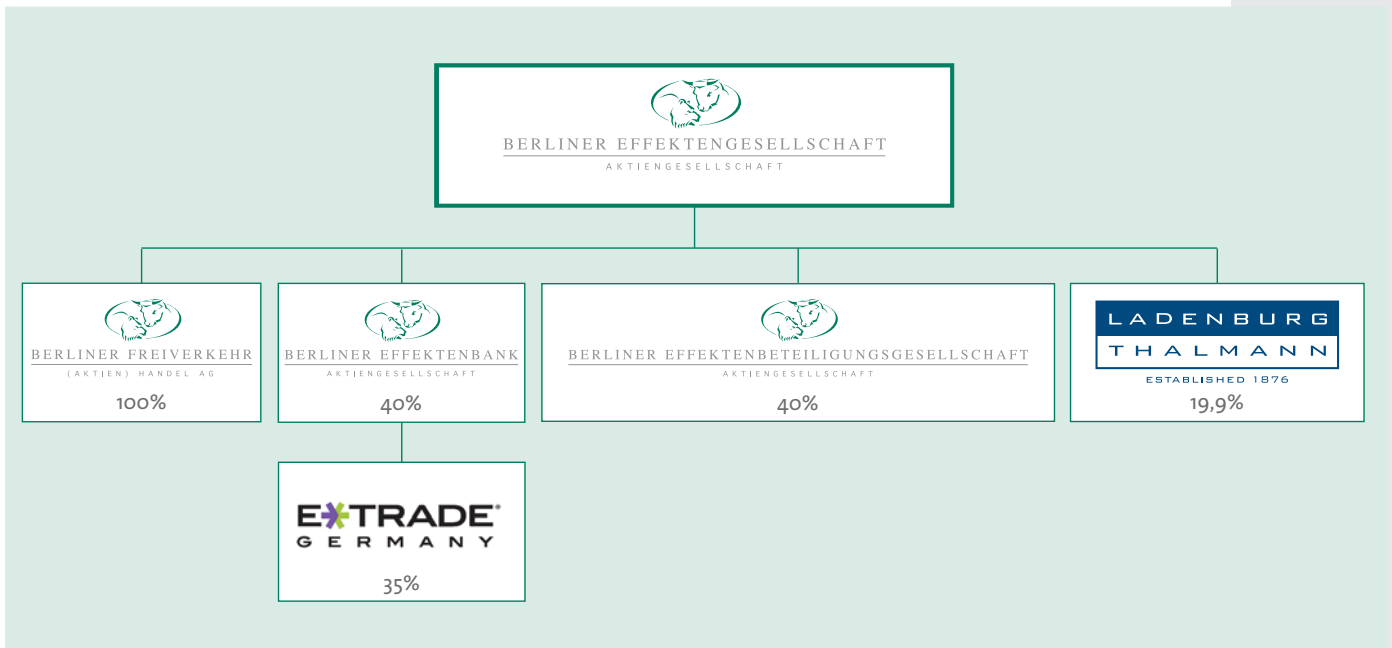 BERLINER EFFEKTENGESELLSCHAFT
AKTIENGESELLSCHAFT
BERLINER FREIVERKEHR
(AKTIEN) HANDEL AG
100%
BERLINER EFFEKTENBANK
AKTIENGESELLSCHAFT
40%
BERLINER EFFEKTENBETEILIGUNGSGESELLSCHAFT
AKTIENGESELLSCHAFT
40%
LADENBURG
THALMANN
ESTABLISHED 1876
19,9%
E*TRADE®
GERMANY
35%